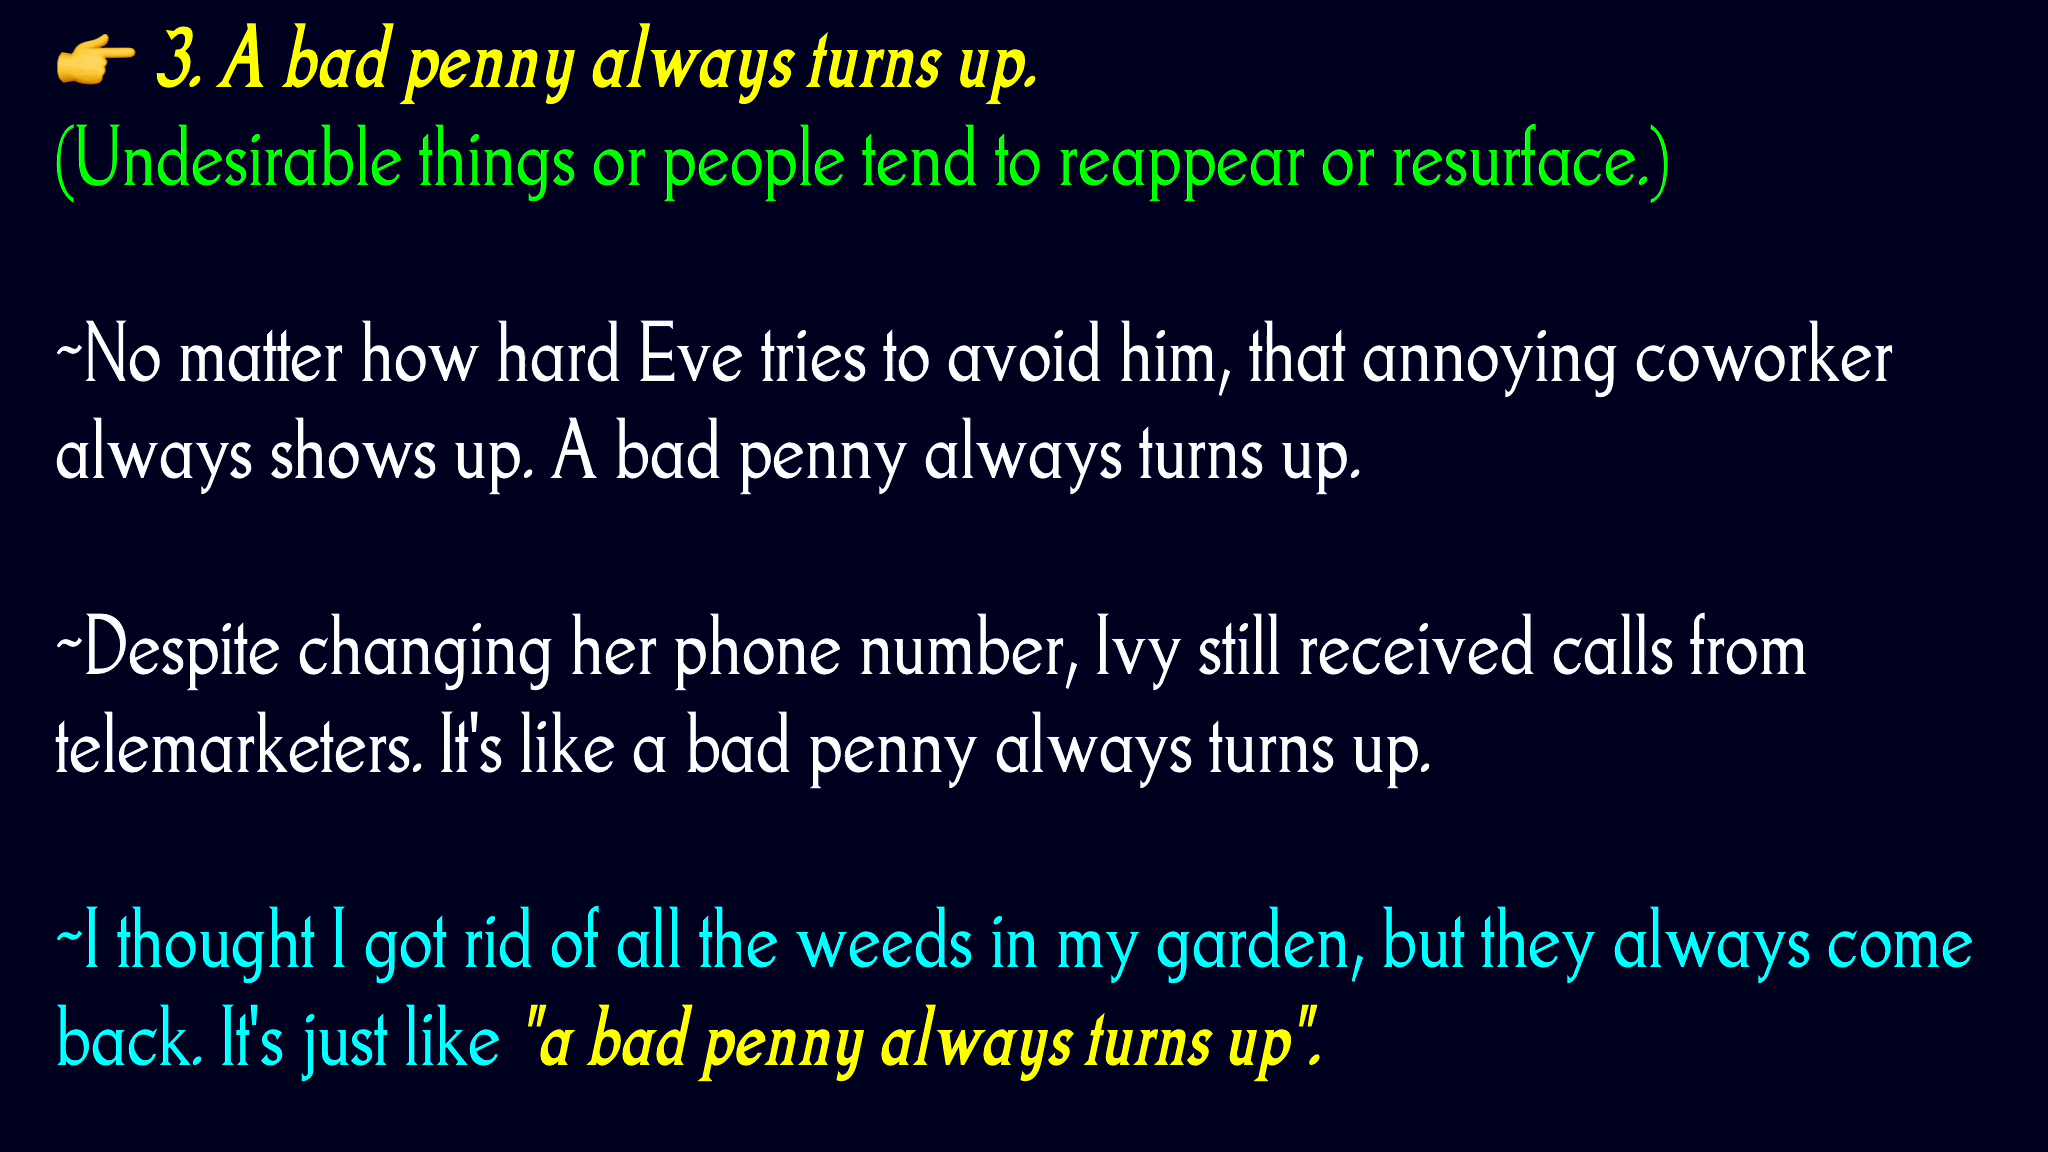 👉 3. A bad penny always turns up.
(Undesirable things or people tend to reappear or resurface.)
~No matter how hard Eve tries to avoid him, that annoying coworker
always shows up. A bad penny always turns up.
~Despite changing her phone number, Ivy still received calls from
telemarketers. It's like a bad penny always turns up.
~I thought I got rid of all the weeds in my garden, but they always come
back. It's just like "a bad penny always turns up".